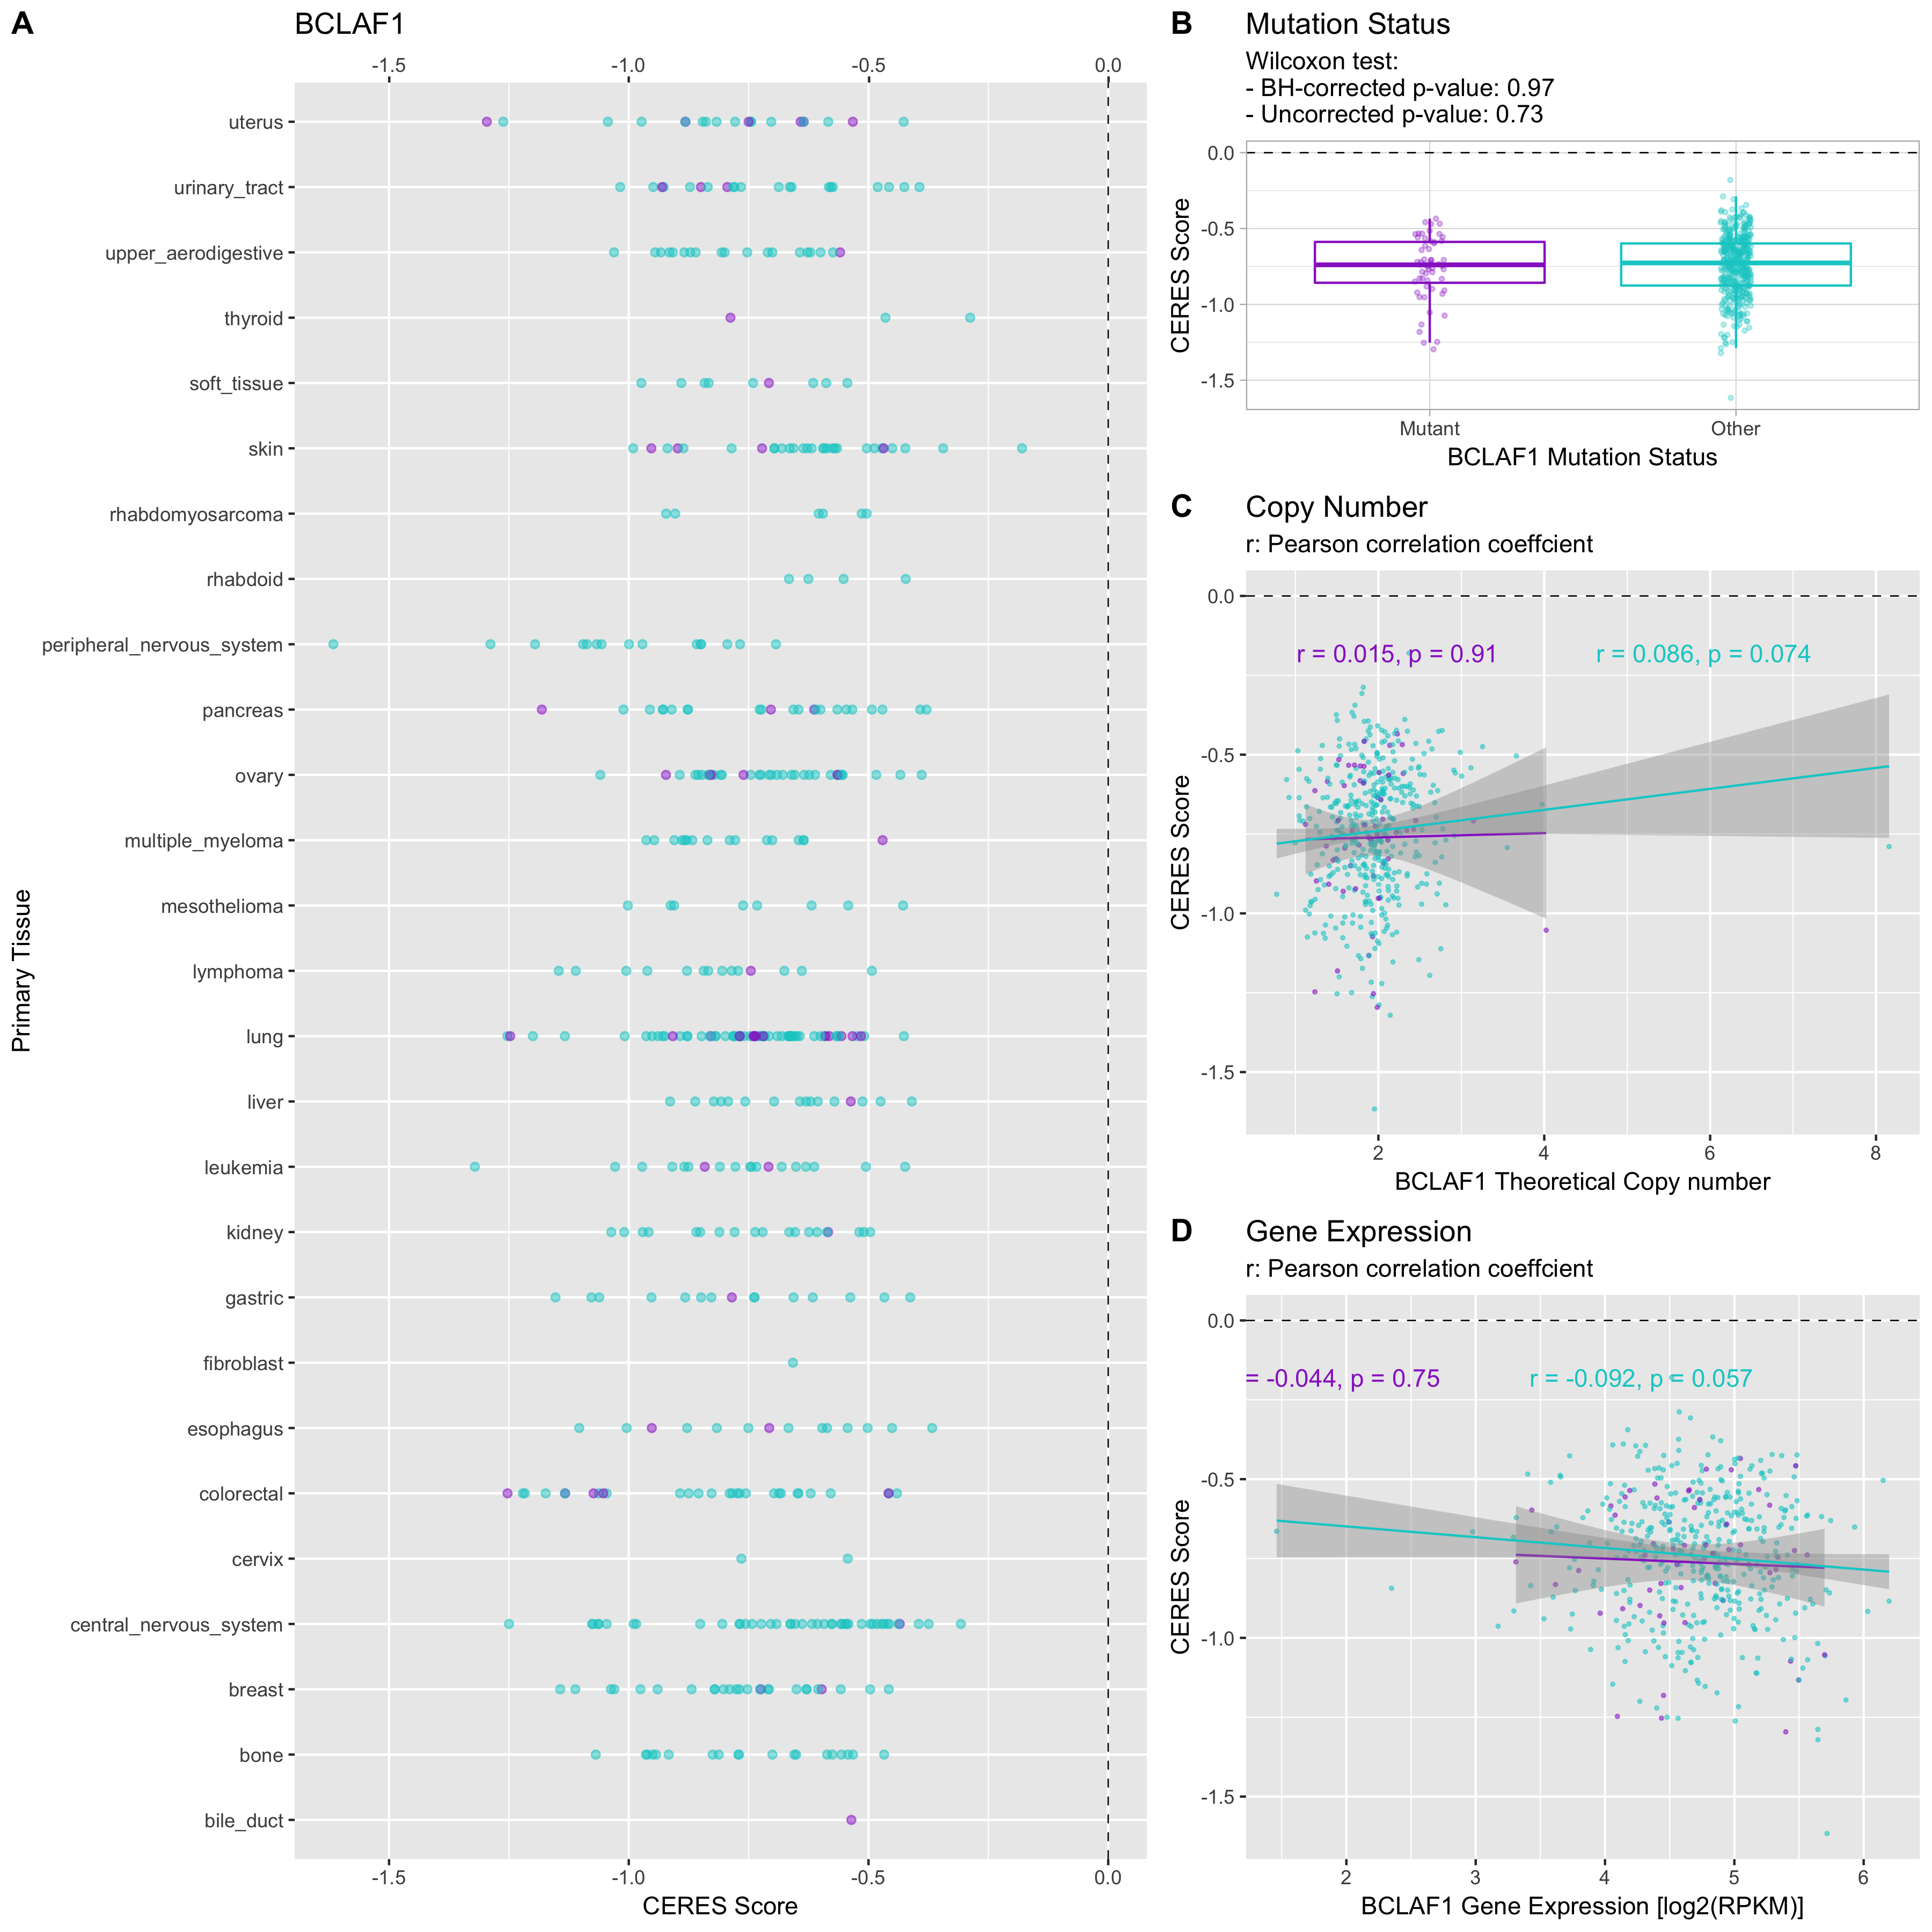 A
BCLAF1
-1.5 -1.0 -0.5 0.0
uterus
urinary_tract
upper_aerodigestive
thyroid
soft_tissue
skin
rhabdomyosarcoma
rhabdoid
peripheral_nervous_system
pancreas
ovary
multiple_myeloma
mesothelioma
lymphoma
lung
liver
leukemia
kidney
gastric
fibroblast
esophagus
colorectal
cervix
central_nervous_system
breast
bone
bile_duct
Primary Tissue
-1.5 -1.0 -0.5 0.0
CERES Score
B
Mutation Status
Wilcoxon test:
- BH-corrected p-value: 0.97
- Uncorrected p-value: 0.73
0.0
-0.5
-1.0
-1.5
CERES Score
Mutant Other
BCLAF1 Mutation Status
C
Copy Number
r: Pearson correlation coeffcient
r = 0.015, p = 0.91 r = 0.086, p = 0.074
0.0
-0.5
-1.0
-1.5
CERES Score
2 4 6 8
BCLAF1 Theoretical Copy number
D
Gene Expression
r: Pearson correlation coeffcient
= -0.044, p = 0.75 r = -0.092, p = 0.057
0.0
-0.5
-1.0
-1.5
CERES Score
2 3 4 5 6
BCLAF1 Gene Expression [log2(RPKM)]